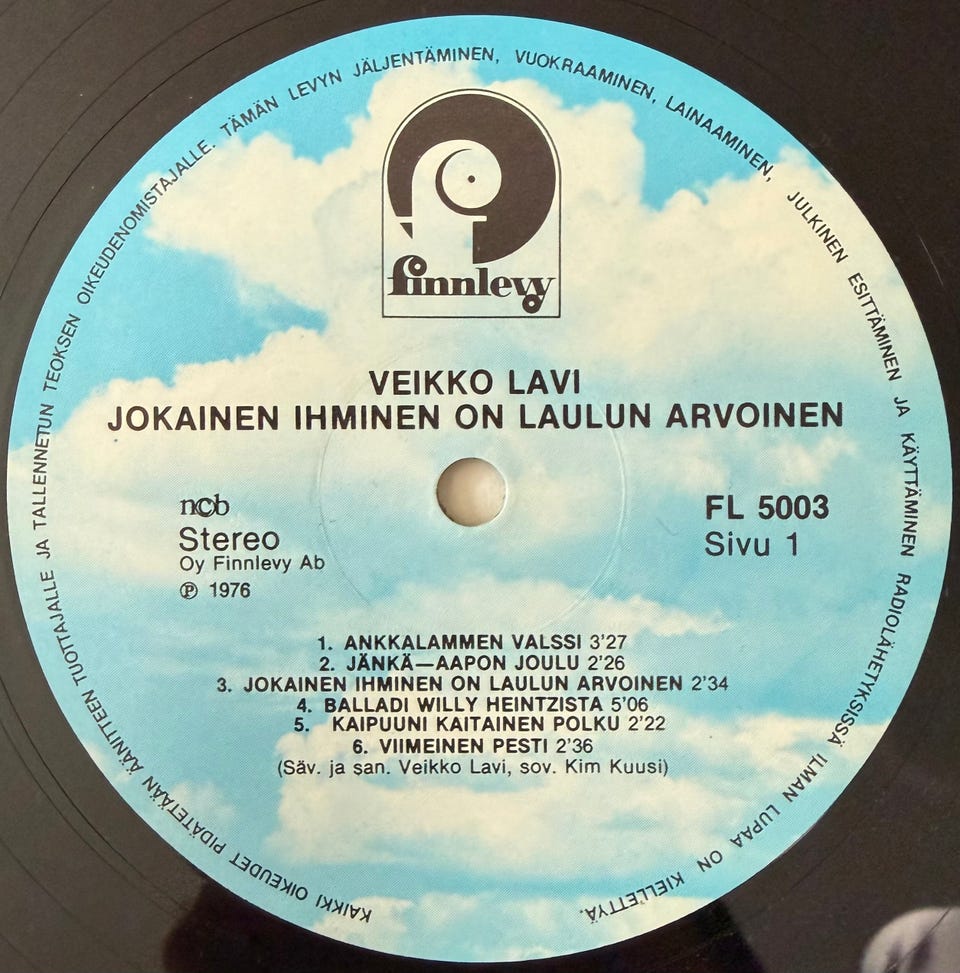 KAIKKI OIKEUDET PIDÄTETÄÄN ÄÄNITTEEN TUOTTAJALLE JA TALLENNETUN TEOKSEN OIKEUDENOMISTAJALLE. TÄMÄN LEVYN JÄLJENTÄMINEN, VUOKRAAMINEN, LAINAAMINEN, JULKINEN ESITTÄMINEN JA KÄYTTÄMINEN RADIOLÄHETYKSISSÄ ILMAN LUPAA ON KIELLETTYÄ.
finnlevy
VEIKKO LAVI
JOKAINEN IHMINEN ON LAULUN ARVOINEN
ncb
Stereo
Oy Finnlevy Ab
℗ 1976
FL 5003
Sivu 1
1. ANKKALAMMEN VALSSI 3'27
2. JÄNKÄ—AAPON JOULU 2'26
3. JOKAINEN IHMINEN ON LAULUN ARVOINEN 2'34
4. BALLADI WILLY HEINTZISTA 5'06
5. KAIPUUNI KAITAINEN POLKU 2'22
6. VIIMEINEN PESTI 2'36
(Säv. ja san. Veikko Lavi, sov. Kim Kuusi)